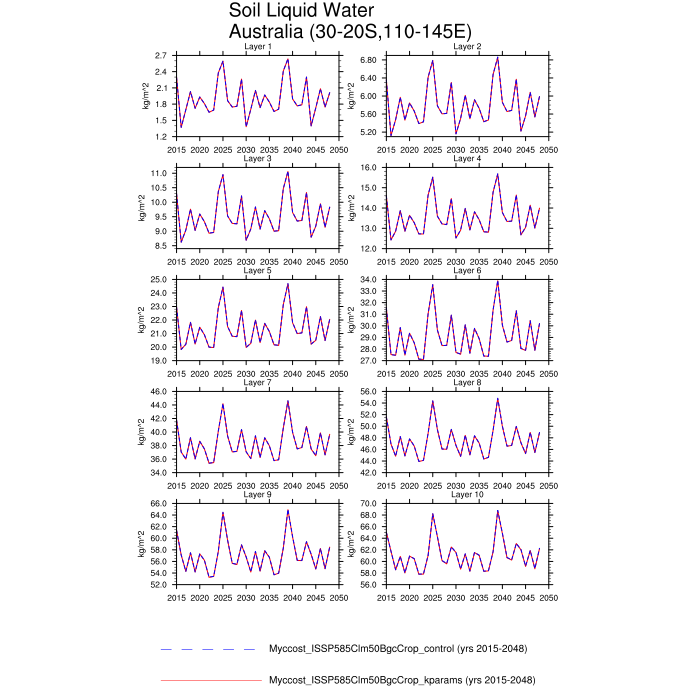 Soil Liquid Water
Australia (30-20S,110-145E)
Layer 1
Layer 2
2.7
2.4
2.1
1.8
1.5
1.2
kg/m^2
2015 2020 2025 2030 2035 2040 2045 2050
6.80
6.40
6.00
5.60
5.20
kg/m^2
2015 2020 2025 2030 2035 2040 2045 2050
Layer 3
Layer 4
11.0
10.5
10.0
9.5
9.0
8.5
kg/m^2
2015 2020 2025 2030 2035 2040 2045 2050
16.0
15.0
14.0
13.0
12.0
kg/m^2
2015 2020 2025 2030 2035 2040 2045 2050
Layer 5
Layer 6
25.0
24.0
23.0
22.0
21.0
20.0
19.0
kg/m^2
2015 2020 2025 2030 2035 2040 2045 2050
34.0
33.0
32.0
31.0
30.0
29.0
28.0
27.0
kg/m^2
2015 2020 2025 2030 2035 2040 2045 2050
Layer 7
Layer 8
46.0
44.0
42.0
40.0
38.0
36.0
34.0
kg/m^2
2015 2020 2025 2030 2035 2040 2045 2050
56.0
54.0
52.0
50.0
48.0
46.0
44.0
42.0
kg/m^2
2015 2020 2025 2030 2035 2040 2045 2050
Layer 9
Layer 10
66.0
64.0
62.0
60.0
58.0
56.0
54.0
52.0
kg/m^2
2015 2020 2025 2030 2035 2040 2045 2050
70.0
68.0
66.0
64.0
62.0
60.0
58.0
56.0
kg/m^2
2015 2020 2025 2030 2035 2040 2045 2050
Myccost_ISSP585Clm50BgcCrop_control (yrs 2015-2048)
Myccost_ISSP585Clm50BgcCrop_kparams (yrs 2015-2048)